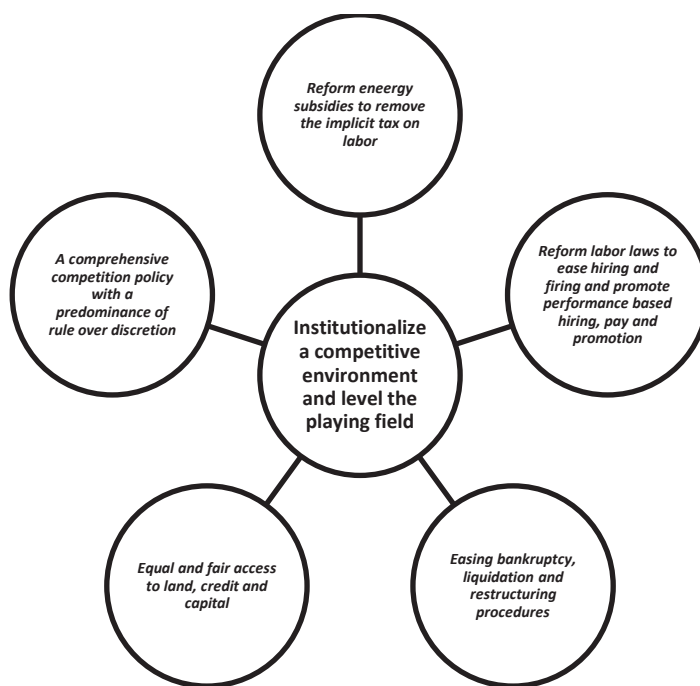 Reform eneergy
subsidies to remove
the implicit tax on
labor
A comprehensive
competition policy
with a
predominance of
rule over discretion
Reform labor laws to
ease hiring and
firing and promote
performance based
hiring, pay and
promotion
Institutionalize
a competitive
environment
and level the
playing field
Equal and fair access
to land, credit and
capital
Easing bankruptcy,
liquidation and
restructuring
procedures